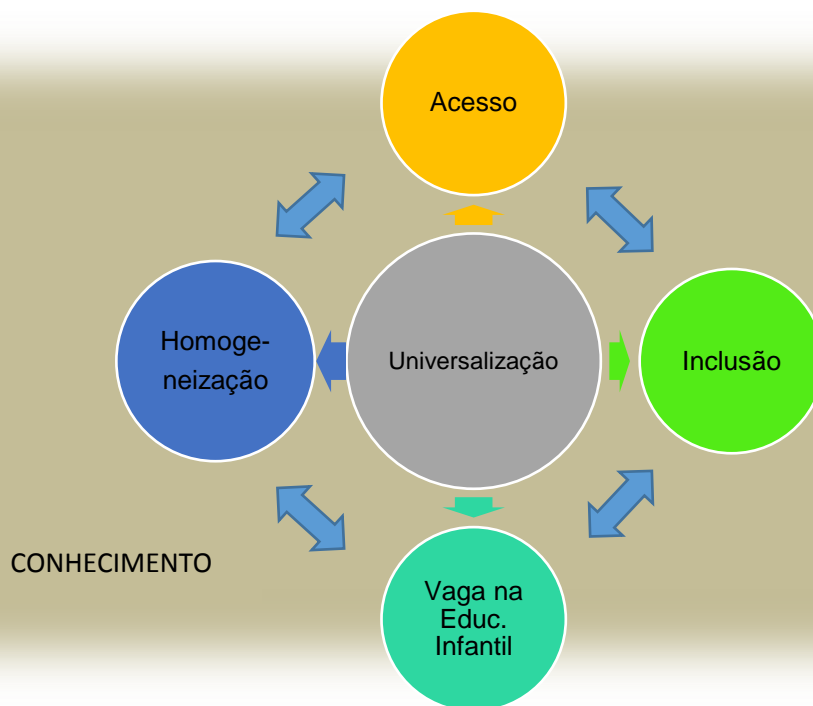 Acesso
Homoge-
neização
Universalização
Inclusão
CONHECIMENTO
Vaga na
Educ.
Infantil